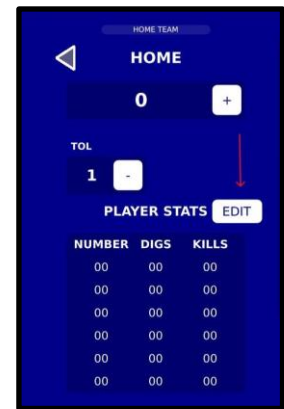 HOME TEAM
HOME
0 +
TOL
1 -
PLAYER STATS EDIT
NUMBER DIGS KILLS
00 00 00
00 00 00
00 00 00
00 00 00
00 00 00
00 00 00